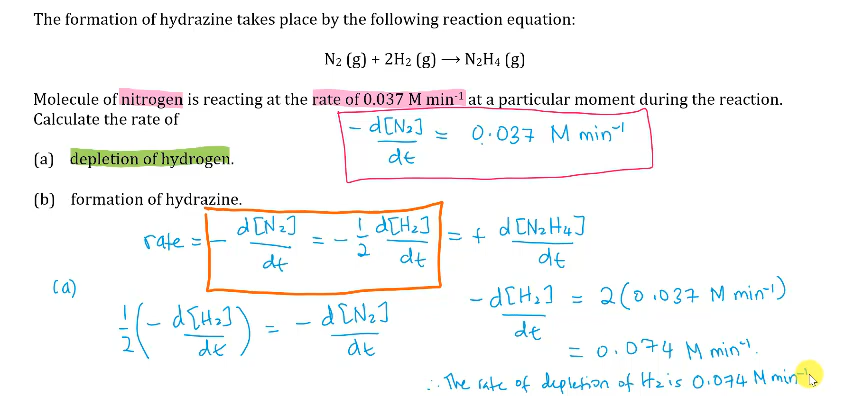 The formation of hydrazine takes place by the following reaction equation:
N₂ (g) + 2H₂ (g) ⟶ N₂H₄ (g)
Molecule of nitrogen is reacting at the rate of 0.037 M min⁻¹ at a particular moment during the reaction.
Calculate the rate of
− d[N₂]/dt = 0.037 M min⁻¹
(a) depletion of hydrogen.
(b) formation of hydrazine.
rate = − d[N₂]/dt = − 1/2 d[H₂]/dt = + d[N₂H₄]/dt
(a)
1/2 (− d[H₂]/dt) = − d[N₂]/dt
− d[H₂]/dt = 2(0.037 M min⁻¹)
= 0.074 M min⁻¹.
∴ The rate of depletion of H₂ is 0.074 M min⁻¹